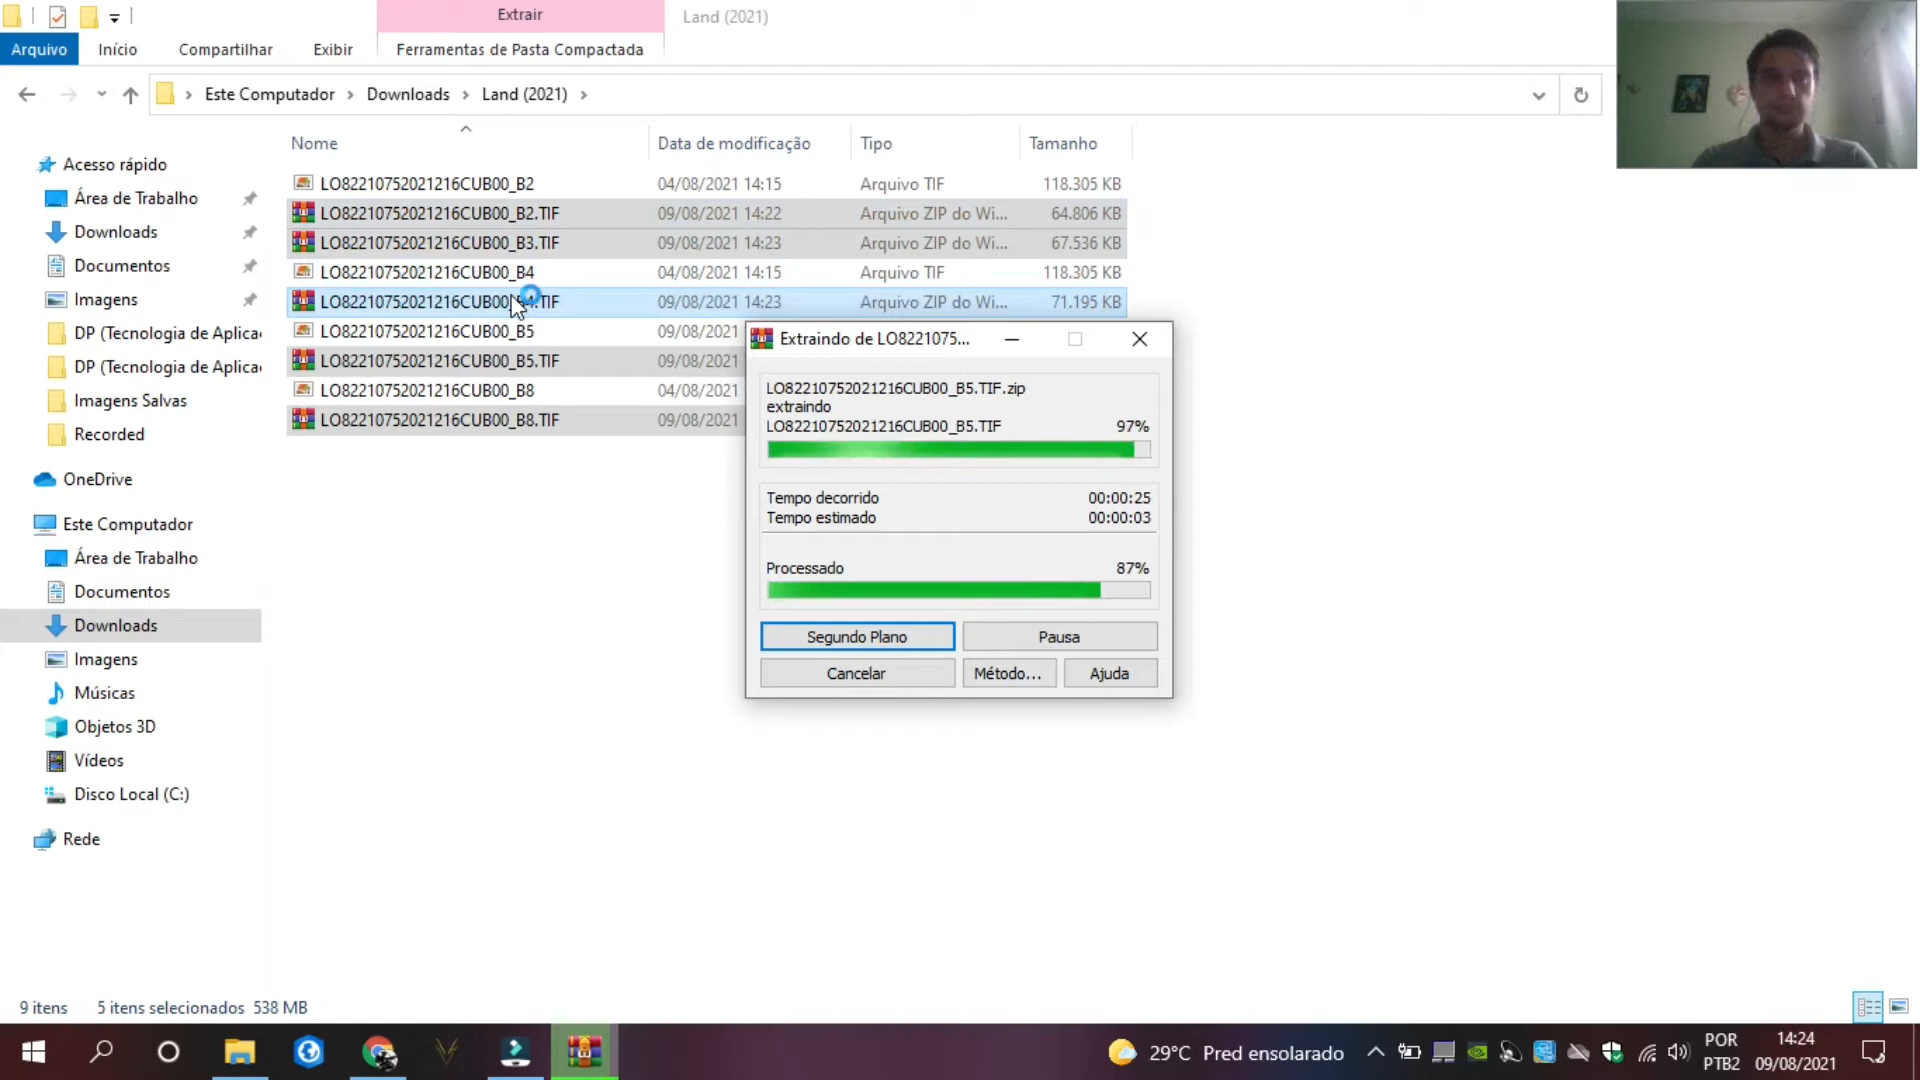 Extrair
Land (2021)
Arquivo
Início
Compartilhar
Exibir
Ferramentas de Pasta Compactada
Este Computador
Downloads
Land (2021)
Nome
Data de modificação
Tipo
Tamanho
LO82210752021216CUB00_B2 04/08/2021 14:15 Arquivo TIF 118.305 KB
LO82210752021216CUB00_B2.TIF 09/08/2021 14:22 Arquivo ZIP do Wi... 64.806 KB
LO82210752021216CUB00_B3.TIF 09/08/2021 14:23 Arquivo ZIP do Wi... 67.536 KB
LO82210752021216CUB00_B4 04/08/2021 14:15 Arquivo TIF 118.305 KB
LO82210752021216CUB00_B4.TIF 09/08/2021 14:23 Arquivo ZIP do Wi... 71.195 KB
LO82210752021216CUB00_B5 09/08/2021
LO82210752021216CUB00_B5.TIF 09/08/2021
LO82210752021216CUB00_B8 04/08/2021
LO82210752021216CUB00_B8.TIF 09/08/2021
Acesso rápido
Área de Trabalho
Downloads
Documentos
Imagens
DP (Tecnologia de Aplica
DP (Tecnologia de Aplica
Imagens Salvas
Recorded
OneDrive
Este Computador
Área de Trabalho
Documentos
Downloads
Imagens
Músicas
Objetos 3D
Vídeos
Disco Local (C:)
Rede
Extraindo de LO8221075...
LO82210752021216CUB00_B5.TIF.zip
extraindo
LO82210752021216CUB00_B5.TIF 97%
Tempo decorrido 00:00:25
Tempo estimado 00:00:03
Processado 87%
Segundo Plano
Pausa
Cancelar
Método...
Ajuda
9 itens
5 itens selecionados 538 MB
29°C Pred ensolarado
POR
PTB2
14:24
09/08/2021